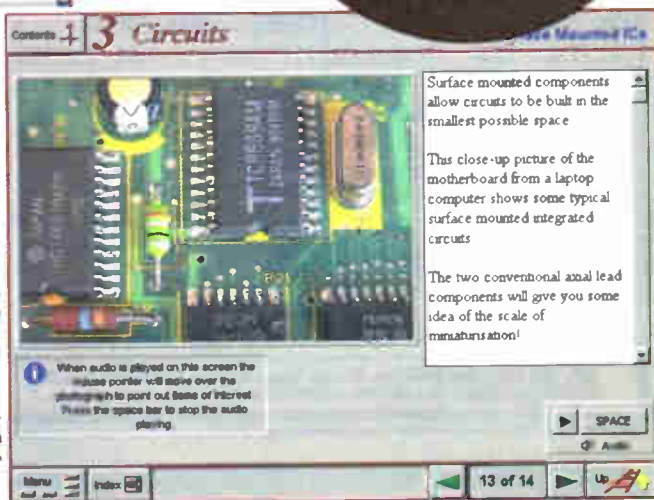 Contents
3 Circuits
Mounted ICs
Surface mounted components
allow circuits to be built in the
smallest possible space
This close-up picture of the
motherboard from a laptop
computer shows some typical
surface mounted integrated
circuits
The two conventional axial lead
components will give you some
idea of the scale of
miniaturisation!
When audio is played on this screen the
mouse pointer will move over the
photograph to point out items of interest
Press the space bar to stop the audio
playing
SPACE
Audio
Menu
Index
13 of 14
Up